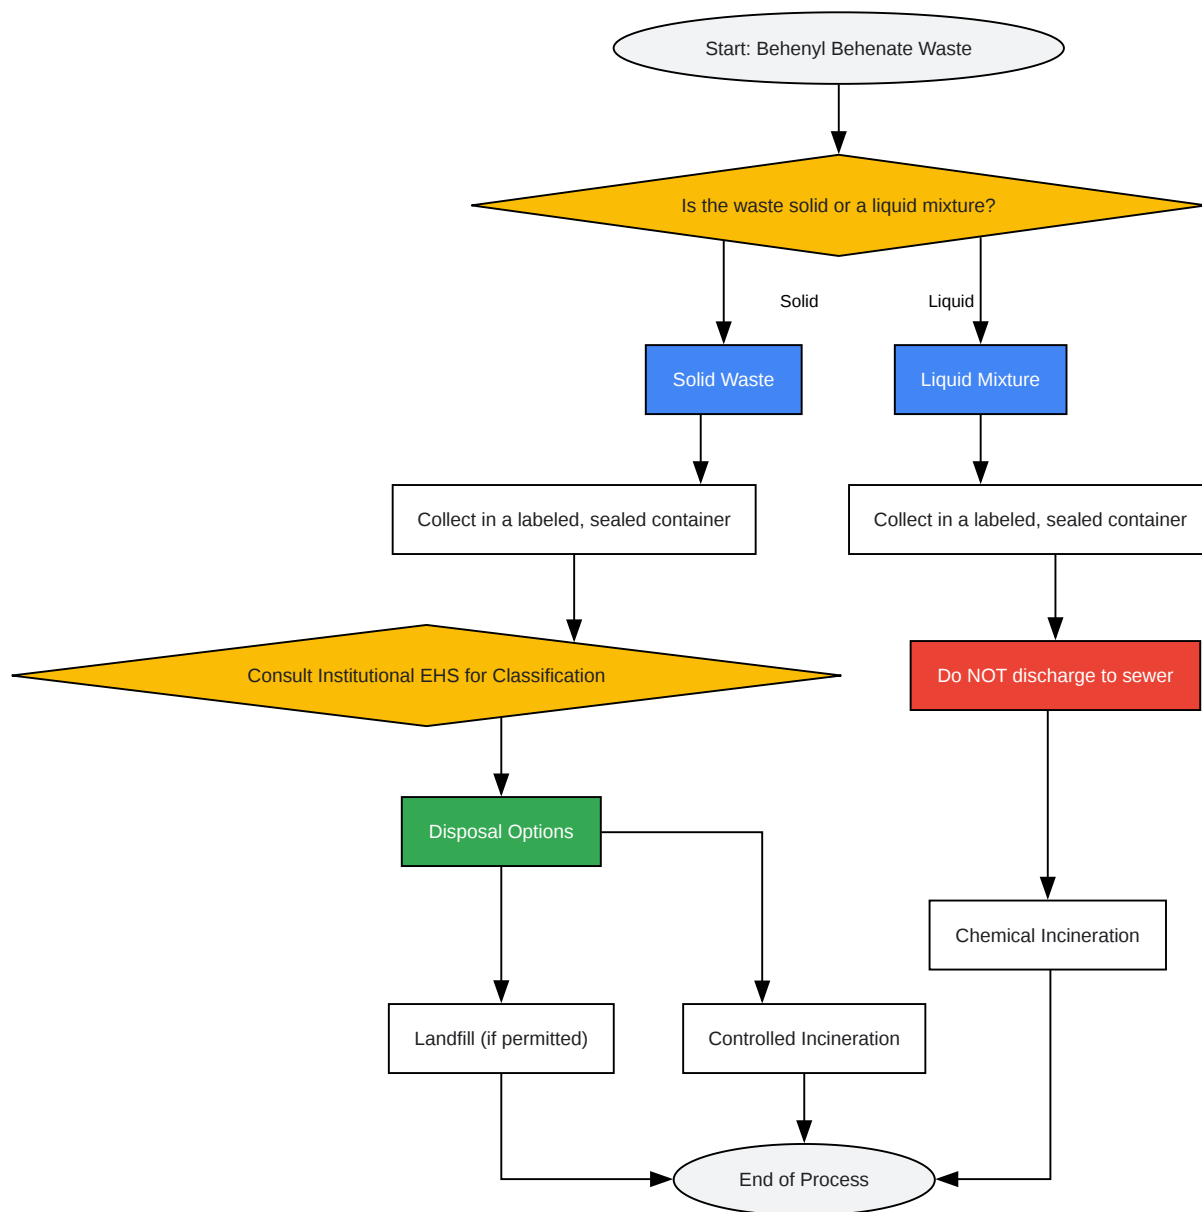 Start: Behenyl Behenate Waste
Is the waste solid or a liquid mixture?
Solid
Liquid
Solid Waste
Liquid Mixture
Collect in a labeled, sealed container
Collect in a labeled, sealed container
Consult Institutional EHS for Classification
Do NOT discharge to sewer
Disposal Options
Chemical Incineration
Landfill (if permitted)
Controlled Incineration
End of Process